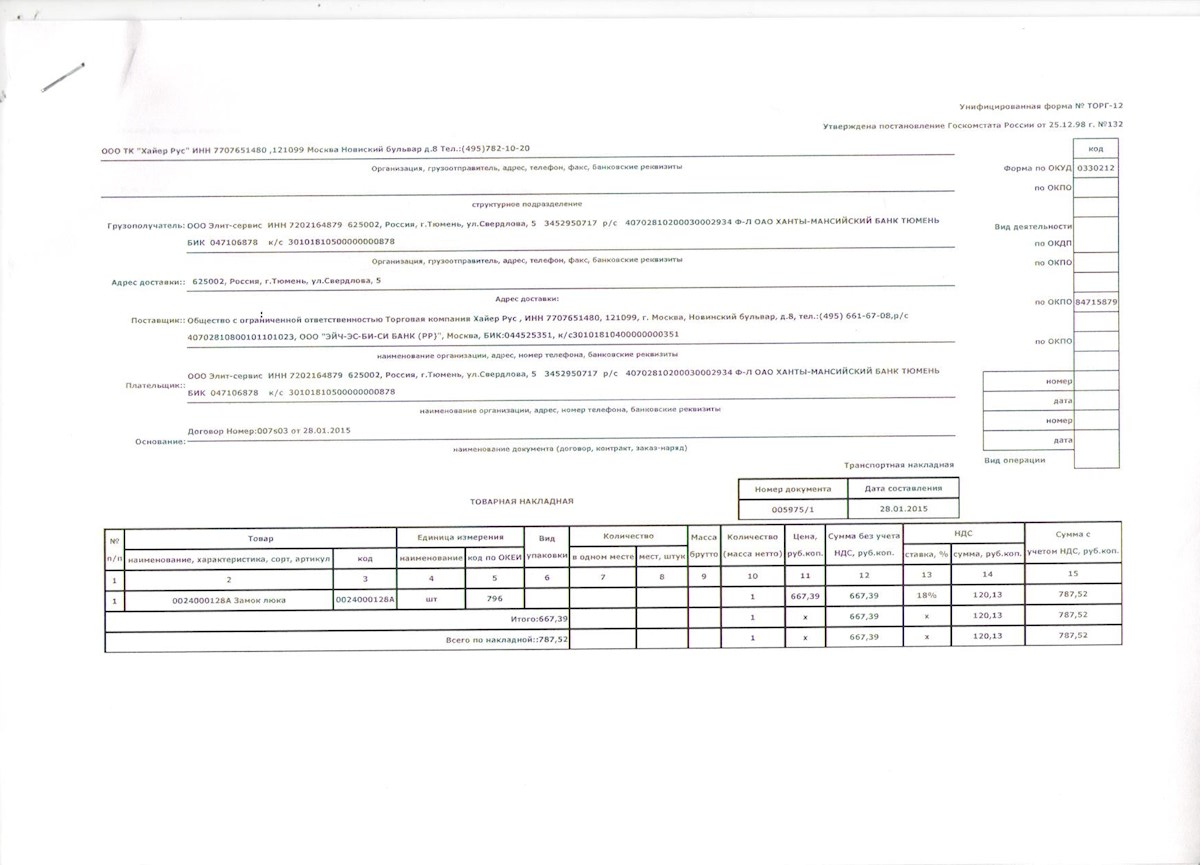 Унифицированная форма № ТОРГ-12
Утверждена постановление Госкомстата России от 25.12.98 г. №132
код
ООО ТК "Хайер Рус" ИНН 7707651480 ,121099 Москва Новиский бульвар д.8 Тел.:(495)782-10-20
Организация, грузоотправитель, адрес, телефон, факс, банковские реквизиты
Форма по ОКУД 0330212
по ОКПО
структурное подразделение
Грузополучатель: ООО Элит-сервис ИНН 7202164879 625002, Россия, г.Тюмень, ул.Свердлова, 5 3452950717 р/с 40702810200030002934 Ф-Л ОАО ХАНТЫ-МАНСИЙСКИЙ БАНК ТЮМЕНЬ
БИК 047106878 к/с 30101810500000000878
Вид деятельности
по ОКДП
Организация, грузоотправитель, адрес, телефон, факс, банковские реквизиты
по ОКПО
Адрес доставки:: 625002, Россия, г.Тюмень, ул.Свердлова, 5
Адрес доставки:
по ОКПО 84715879
Поставщик:: Общество с ограниченной ответственностью Торговая компания Хайер Рус , ИНН 7707651480, 121099, г. Москва, Новинский бульвар, д.8, тел.:(495) 661-67-08,р/с
40702810800101101023, ООО "ЭЙЧ-ЭС-БИ-СИ БАНК (РР)", Москва, БИК:044525351, к/с30101810400000000351
по ОКПО
наименование организации, адрес, номер телефона, банковские реквизиты
Плательщик:: ООО Элит-сервис ИНН 7202164879 625002, Россия, г.Тюмень, ул.Свердлова, 5 3452950717 р/с 40702810200030002934 Ф-Л ОАО ХАНТЫ-МАНСИЙСКИЙ БАНК ТЮМЕНЬ
БИК 047106878 к/с 30101810500000000878
номер
дата
наименование организации, адрес, номер телефона, банковские реквизиты
номер
Договор Номер:007s03 от 28.01.2015
Основание:
дата
наименование документа (договор, контракт, заказ-наряд)
Транспортная накладная
Вид операции
Номер документа Дата составления
ТОВАРНАЯ НАКЛАДНАЯ
005975/1 28.01.2015
№ Товар Единица измерения Вид Количество Масса Количество Цена, Сумма без учета НДС Сумма с
п/п наименование, характеристика, сорт, артикул код наименование код по ОКЕИ упаковки в одном месте мест, штук брутто (масса нетто) руб.коп. НДС, руб.коп. ставка, % сумма, руб.коп. учетом НДС, руб.коп.
1 2 3 4 5 6 7 8 9 10 11 12 13 14 15
1 0024000128A Замок люка 0024000128A шт 796 1 667,39 667,39 18% 120,13 787,52
Итого:667,39 1 х 667,39 х 120,13 787,52
Всего по накладной::787,52 1 х 667,39 х 120,13 787,52